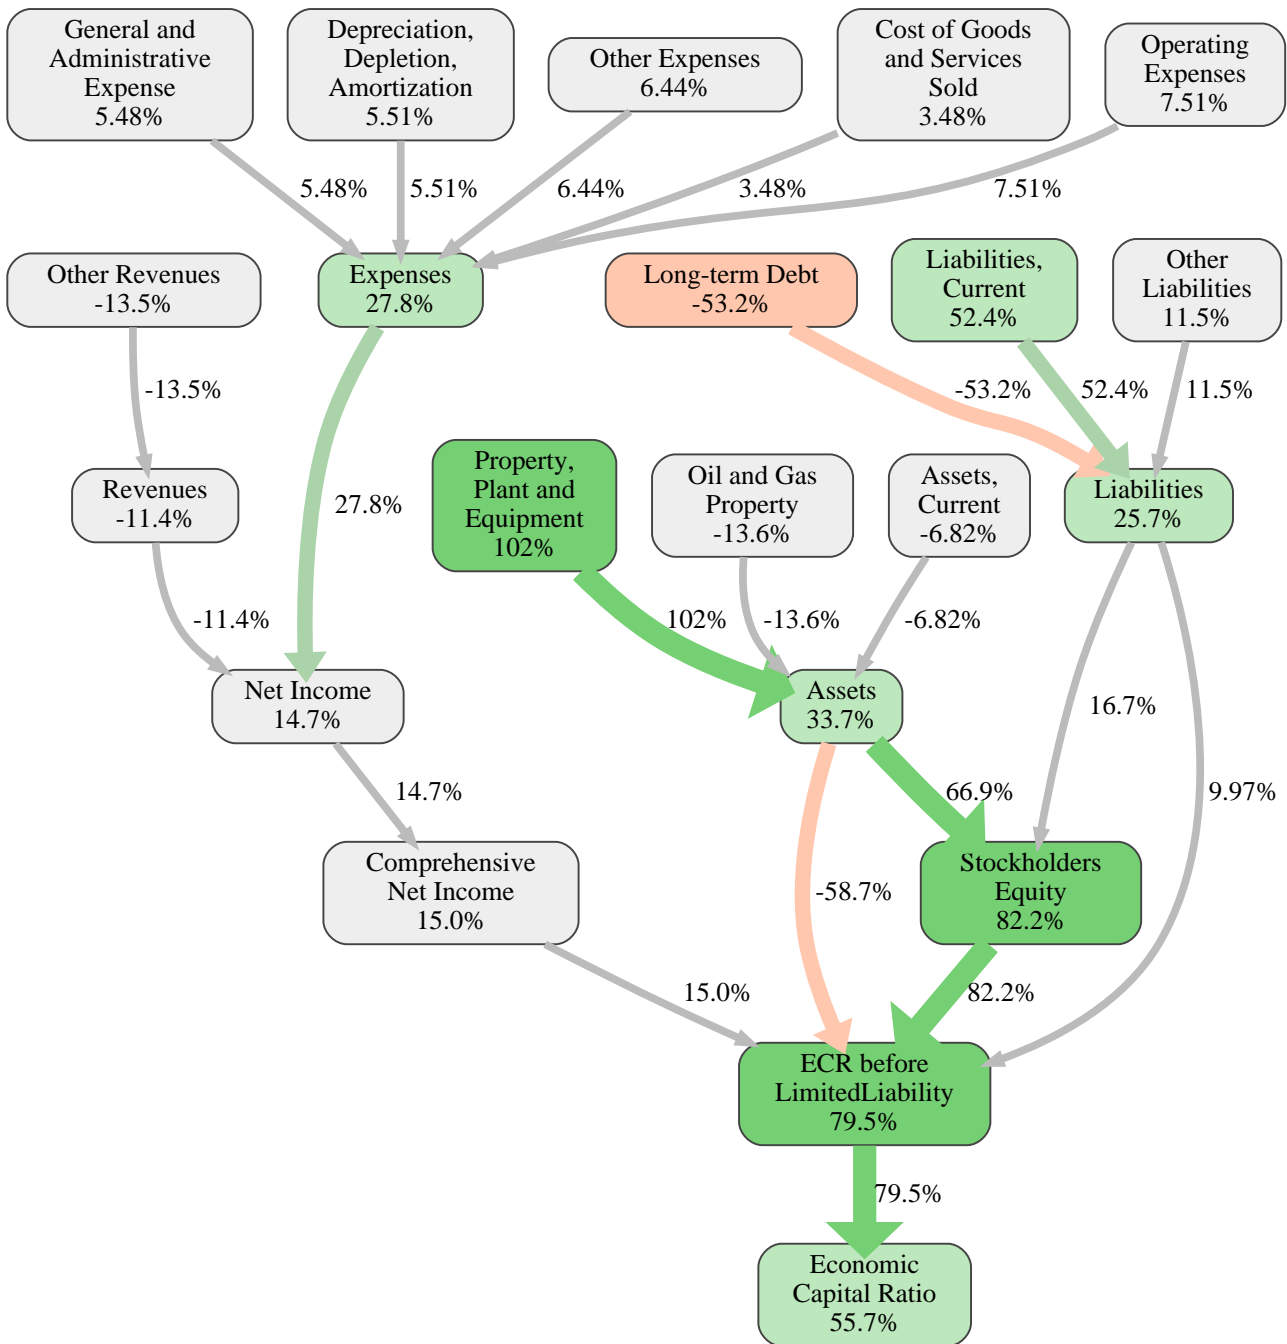 General and
Administrative
Expense
5.48%
Depreciation,
Depletion,
Amortization
5.51%
Other Expenses
6.44%
Cost of Goods
and Services
Sold
3.48%
Operating
Expenses
7.51%
5.48%
5.51%
6.44%
3.48%
7.51%
Other Revenues
-13.5%
Expenses
27.8%
Long-term Debt
-53.2%
Liabilities,
Current
52.4%
Other
Liabilities
11.5%
-13.5%
-53.2%
52.4%
11.5%
Revenues
-11.4%
27.8%
Property,
Plant and
Equipment
102%
Oil and Gas
Property
-13.6%
Assets,
Current
-6.82%
Liabilities
25.7%
-11.4%
102%
-13.6%
-6.82%
Net Income
14.7%
Assets
33.7%
16.7%
14.7%
66.9%
9.97%
Comprehensive
Net Income
15.0%
-58.7%
Stockholders
Equity
82.2%
15.0%
82.2%
ECR before
LimitedLiability
79.5%
79.5%
Economic
Capital Ratio
55.7%